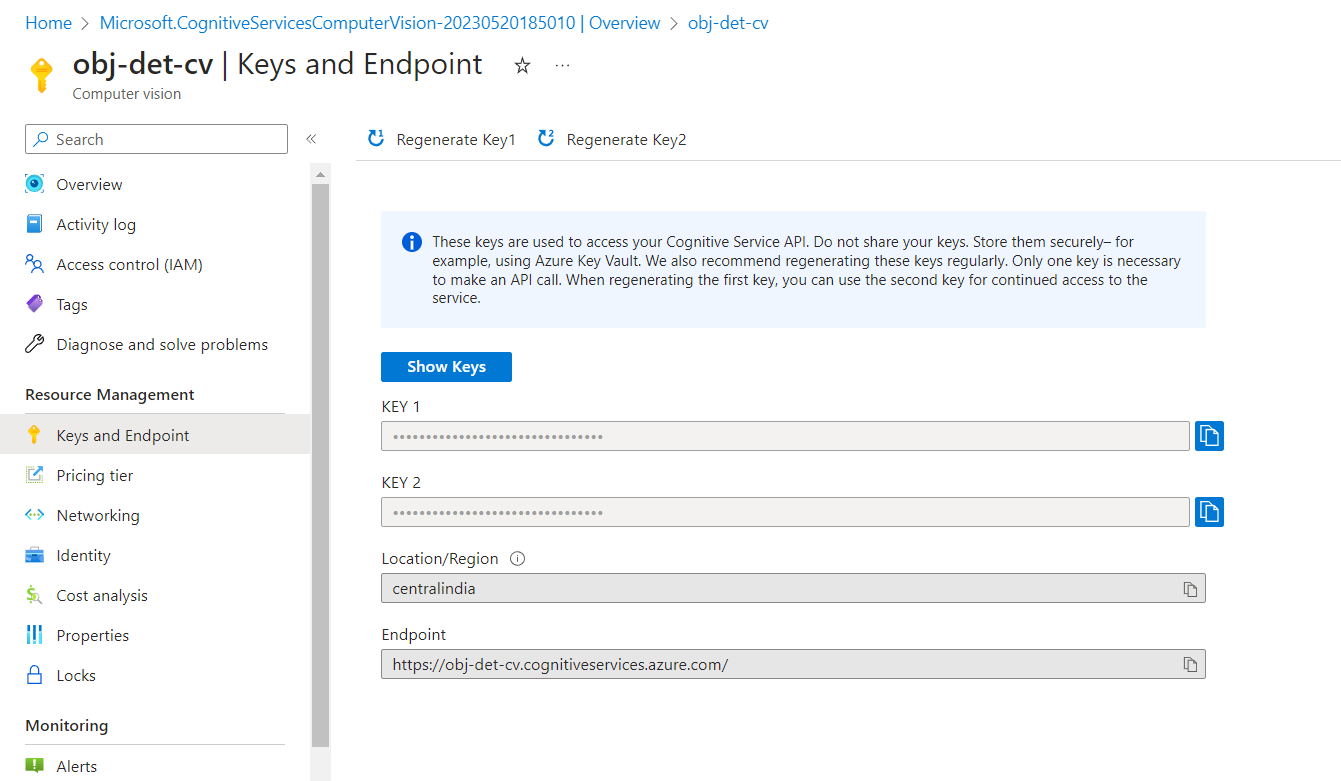 Home > Microsoft.CognitiveServicesComputerVision-20230520185010 | Overview > obj-det-cv
obj-det-cv | Keys and Endpoint
Computer vision
Search
Overview
Activity log
Access control (IAM)
Tags
Diagnose and solve problems
Resource Management
Keys and Endpoint
Pricing tier
Networking
Identity
Cost analysis
Properties
Locks
Monitoring
Alerts
Regenerate Key1
Regenerate Key2
These keys are used to access your Cognitive Service API. Do not share your keys. Store them securely– for
example, using Azure Key Vault. We also recommend regenerating these keys regularly. Only one key is necessary
to make an API call. When regenerating the first key, you can use the second key for continued access to the
service.
Show Keys
KEY 1
••••••••••••••••••••••••••••••••
KEY 2
••••••••••••••••••••••••••••••••
Location/Region
centralindia
Endpoint
https://obj-det-cv.cognitiveservices.azure.com/